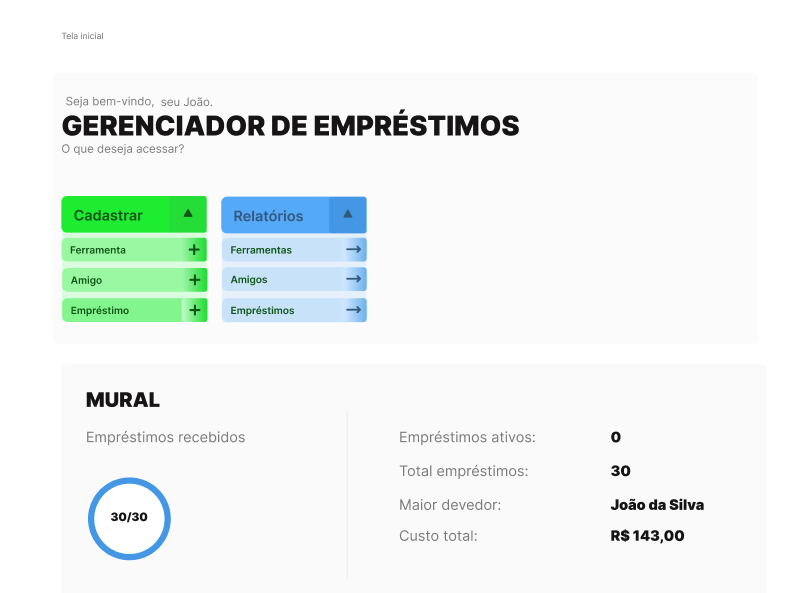 Tela inicial
Seja bem-vindo, seu João.
GERENCIADOR DE EMPRÉSTIMOS
O que deseja acessar?
Cadastrar
Ferramenta
Amigo
Empréstimo
Relatórios
Ferramentas
Amigos
Empréstimos
MURAL
Empréstimos recebidos
30/30
Empréstimos ativos: 0
Total empréstimos: 30
Maior devedor: João da Silva
Custo total: R$ 143,00